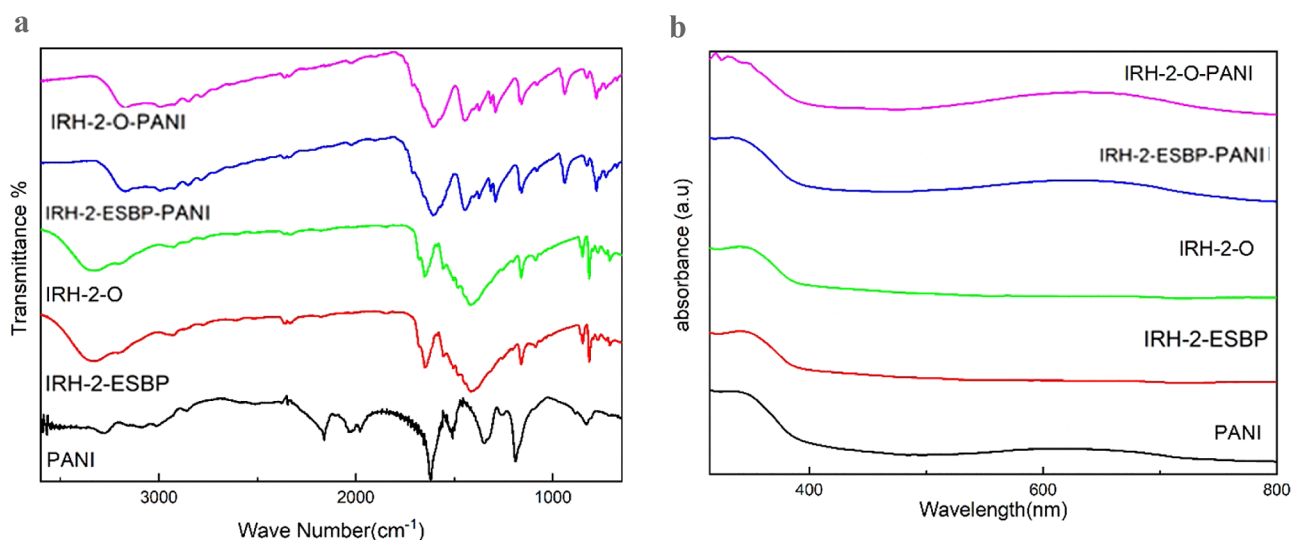 a
Transmittance %
IRH-2-O-PANI
IRH-2-ESBP-PANI
IRH-2-O
IRH-2-ESBP
PANI
3000
2000
1000
Wave Number(cm⁻¹)
b
absorbance (a.u)
IRH-2-O-PANI
IRH-2-ESBP-PANI
IRH-2-O
IRH-2-ESBP
PANI
400
600
800
Wavelength(nm)